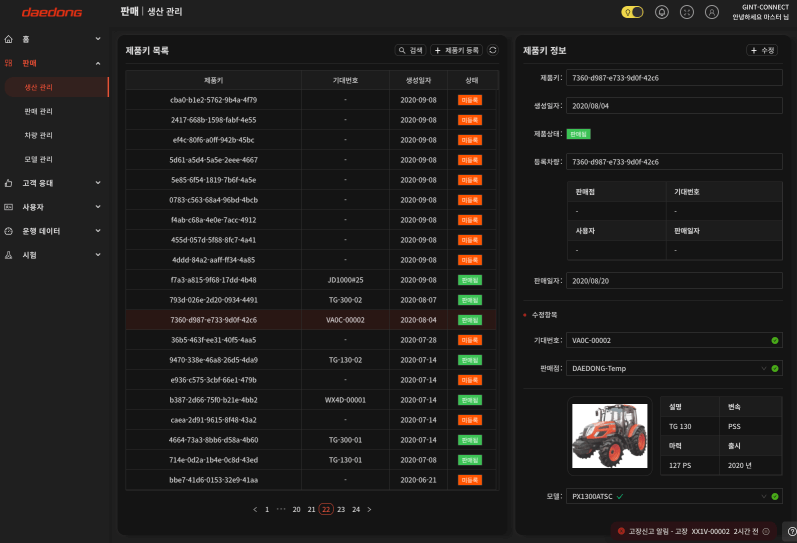 daedong
판매 | 생산 관리
GINT-CONNECT
안녕하세요 마스터 님
홈
판매
생산 관리
판매 관리
차량 관리
모델 관리
고객 응대
사용자
운행 데이터
시험
제품키 목록
검색
+ 제품키 등록
제품키 기대번호 생성일자 상태
cba0-b1e2-5762-9b4a-4f79 - 2020-09-08 미등록
2417-668b-1598-fabf-4e55 - 2020-09-08 미등록
ef4c-80f6-a0ff-942b-45bc - 2020-09-08 미등록
5d61-a5d4-5a5e-2eee-4667 - 2020-09-08 미등록
5e85-6f54-1819-7b6f-4a5e - 2020-09-08 미등록
0783-c563-68a4-96bd-4bcb - 2020-09-08 미등록
f4ab-c68a-4e0e-7acc-4912 - 2020-09-08 미등록
455d-057d-5f88-8fc7-4a41 - 2020-09-08 미등록
4ddd-84a2-aaff-ff34-4a85 - 2020-09-08 미등록
f7a3-a815-9f68-17dd-4b48 JD1000#25 2020-09-08 판매됨
793d-026e-2d20-0934-4491 TG-300-02 2020-08-07 판매됨
7360-d987-e733-9d0f-42c6 VA0C-00002 2020-08-04 판매됨
36b5-463f-ee31-40f5-4aa5 - 2020-07-28 미등록
9470-338e-46a8-26d5-4da9 TG-130-02 2020-07-14 판매됨
e936-c575-3cbf-66e1-479b - 2020-07-14 미등록
b387-2d66-75f0-b21e-4bb2 WX4D-00001 2020-07-14 판매됨
caea-2d91-9615-8f48-43a2 - 2020-07-14 미등록
4664-73a3-8bb6-d58a-4b60 TG-300-01 2020-07-14 판매됨
714e-0d2a-1b4e-0c8d-43ed TG-130-01 2020-07-08 판매됨
bbe7-41d6-0153-32e9-41aa - 2020-06-21 미등록
< 1 ··· 20 21 22 23 24 >
제품키 정보
+ 수정
제품키: 7360-d987-e733-9d0f-42c6
생성일자: 2020/08/04
제품상태: 판매됨
등록차량: 7360-d987-e733-9d0f-42c6
판매점 기대번호
- -
사용자 판매일자
- -
판매일자: 2020/08/20
수정항목
기대번호: VA0C-00002
판매점: DAEDONG-Temp
설명 변속
TG 130 PSS
마력 출시
127 PS 2020 년
모델: PX1300ATSC
고장신고 알림 - 고장 XX1V-00002 2시간 전